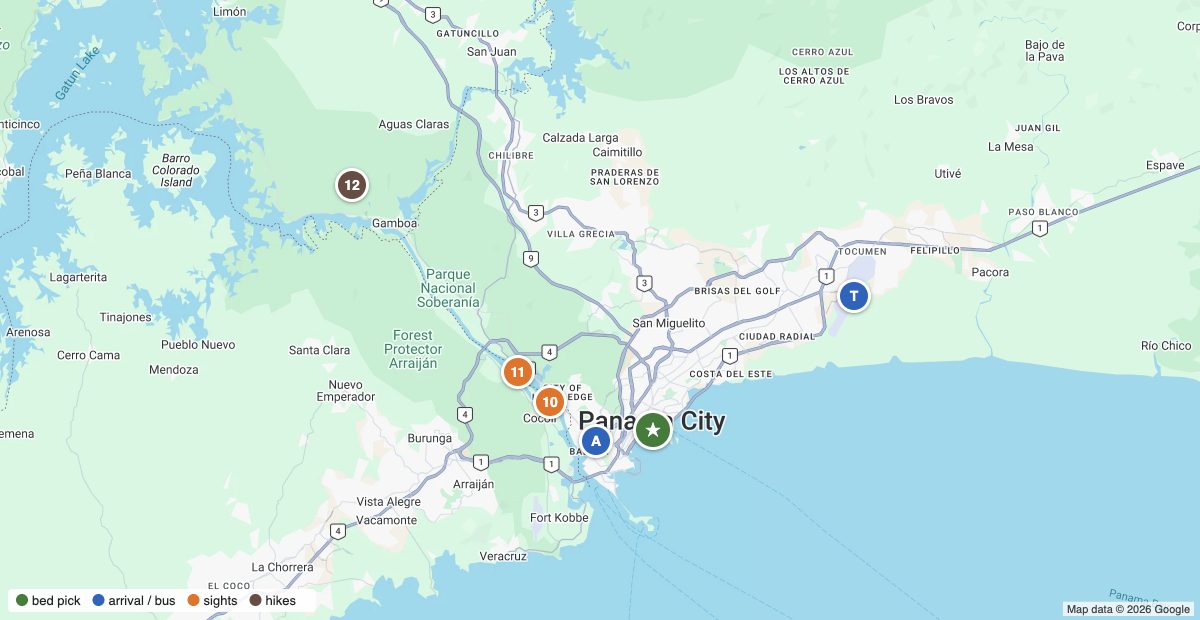 Limón
3
3
GATUNCILLO
San Juan
CERRO AZUL
LOS ALTOS DE
CERRO AZUL
Bajo de
la Pava
Gatun Lake
Los Bravos
Aguas Claras
Calzada Larga
Caimitillo
JUAN GIL
La Mesa
CHILIBRE
Barro
Colorado
Island
Peña Blanca
PRADERAS DE
SAN LORENZO
Utivé
Espave
12
Gamboa
3
VILLA GRECIA
PASO BLANCO
1
TOCUMEN
FELIPILLO
9
3
1
Pacora
Lagarterita
Parque
Nacional
Soberanía
BRISAS DEL GOLF
T
Tinajones
Arenosa
San Miguelito
Pueblo Nuevo
Forest
Protector
Arraiján
CIUDAD RADIAL
Río Chico
Santa Clara
4
1
Cerro Cama
Mendoza
11
COSTA DEL ESTE
Nuevo
Emperador
10
4
Panama City
A
Burunga
1
1
Arraiján
Vista Alegre
Vacamonte
Fort Kobbe
4
Veracruz
La Chorrera
EL COCO
bed pick
arrival / bus
sights
hikes
Map data © 2026 Google